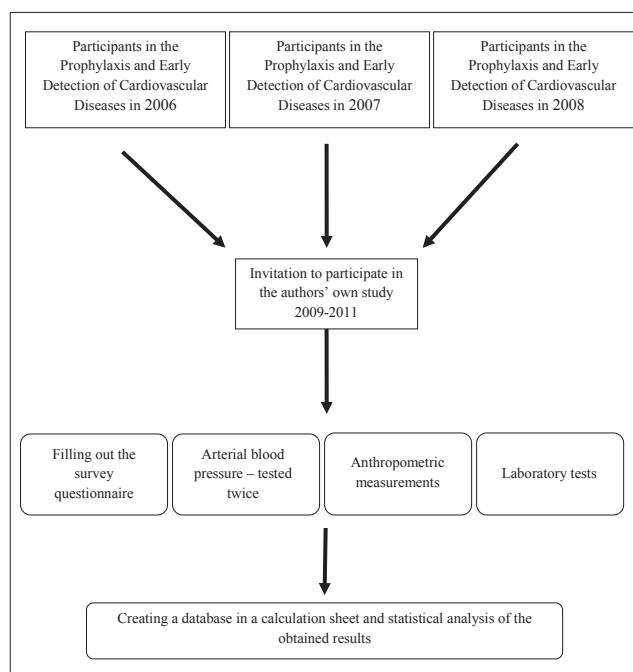 Participants in the
Prophylaxis and Early
Detection of Cardiovascular
Diseases in 2006
Participants in the
Prophylaxis and Early
Detection of Cardiovascular
Diseases in 2007
Participants in the
Prophylaxis and Early
Detection of Cardiovascular
Diseases in 2008
Invitation to participate in
the authors' own study
2009-2011
Filling out the
survey
questionnaire
Arterial blood
pressure – tested
twice
Anthropometric
measurements
Laboratory tests
Creating a database in a calculation sheet and statistical analysis of the
obtained results